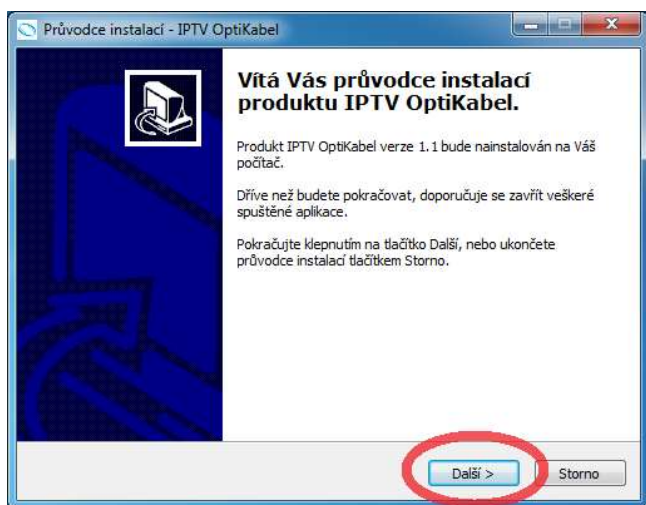 Průvodce instalací - IPTV OptiKabel
Vítá Vás průvodce instalací
produktu IPTV OptiKabel.
Produkt IPTV OptiKabel verze 1.1 bude nainstalován na Váš
počítač.
Dříve než budete pokračovat, doporučuje se zavřít veškeré
spuštěné aplikace.
Pokračujte klepnutím na tlačítko Další, nebo ukončete
průvodce instalací tlačítkem Storno.
Další >
Storno